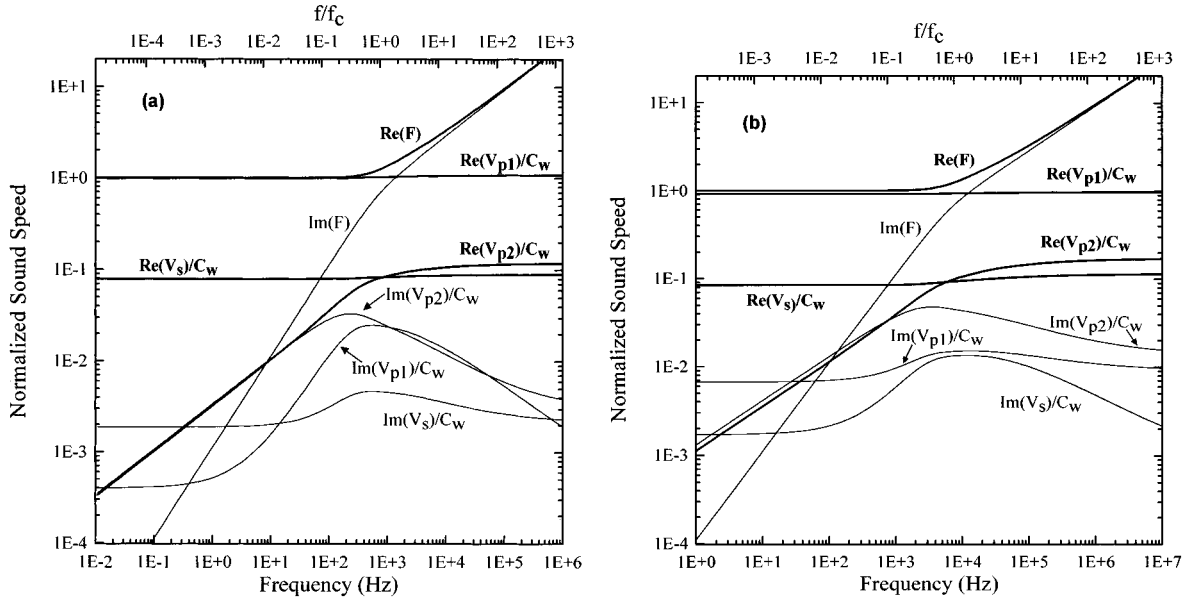 f/fc
1E-4 1E-3 1E-2 1E-1 1E+0 1E+1 1E+2 1E+3
(a)
Normalized Sound Speed
1E+1
1E+0
1E-1
1E-2
1E-3
1E-4
Re(F)
Re(Vp1)/Cw
Im(F)
Re(Vp2)/Cw
Re(Vs)/Cw
Im(Vp2)/Cw
Im(Vp1)/Cw
Im(Vs)/Cw
1E-2 1E-1 1E+0 1E+1 1E+2 1E+3 1E+4 1E+5 1E+6
Frequency (Hz)
f/fc
1E-3 1E-2 1E-1 1E+0 1E+1 1E+2 1E+3
(b)
Normalized Sound Speed
1E+1
1E+0
1E-1
1E-2
1E-3
1E-4
Re(F)
Re(Vp1)/Cw
Im(F)
Re(Vp2)/Cw
Re(Vs)/Cw
Im(Vp2)/Cw
Im(Vp1)/Cw
Im(Vs)/Cw
1E+0 1E+1 1E+2 1E+3 1E+4 1E+5 1E+6 1E+7
Frequency (Hz)